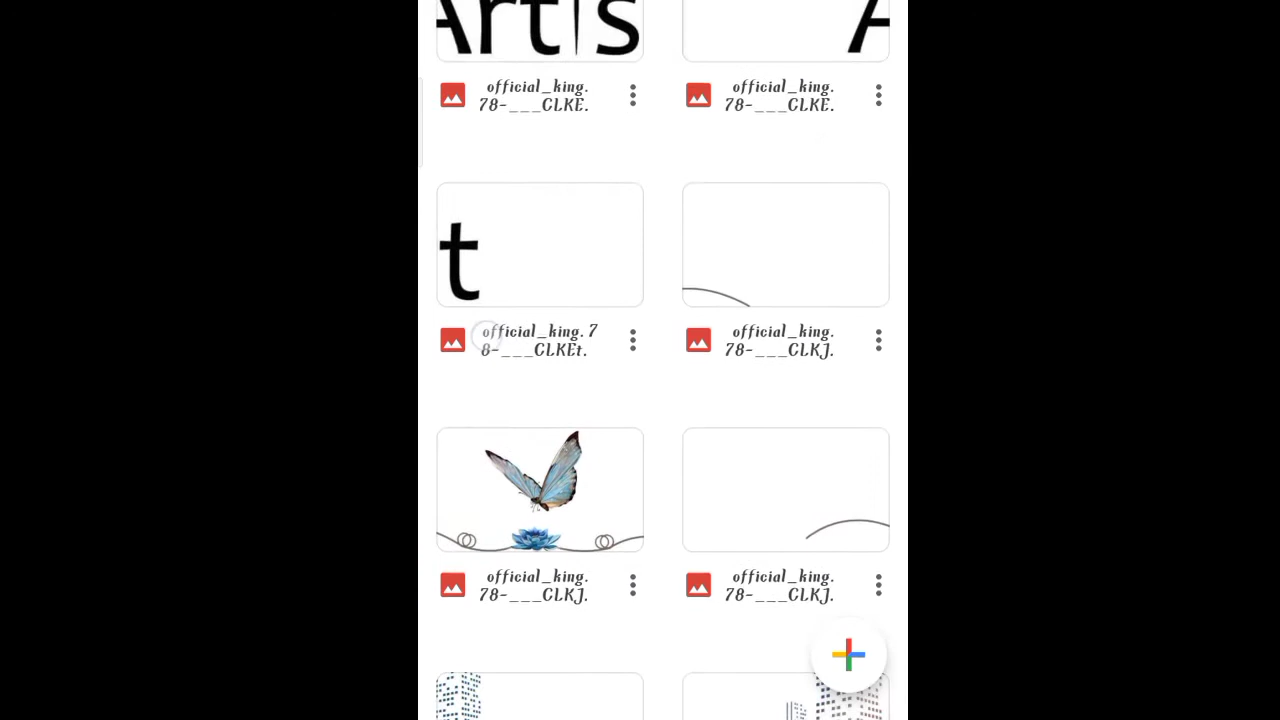 Artis
A
official_king.
78-___CLKE.
official_king.
78-___CLKE.
t
official_king. 7
8-___CLKEt.
official_king.
78-___CLKJ.
official_king.
78-___CLKJ.
official_king.
78-___CLKJ.